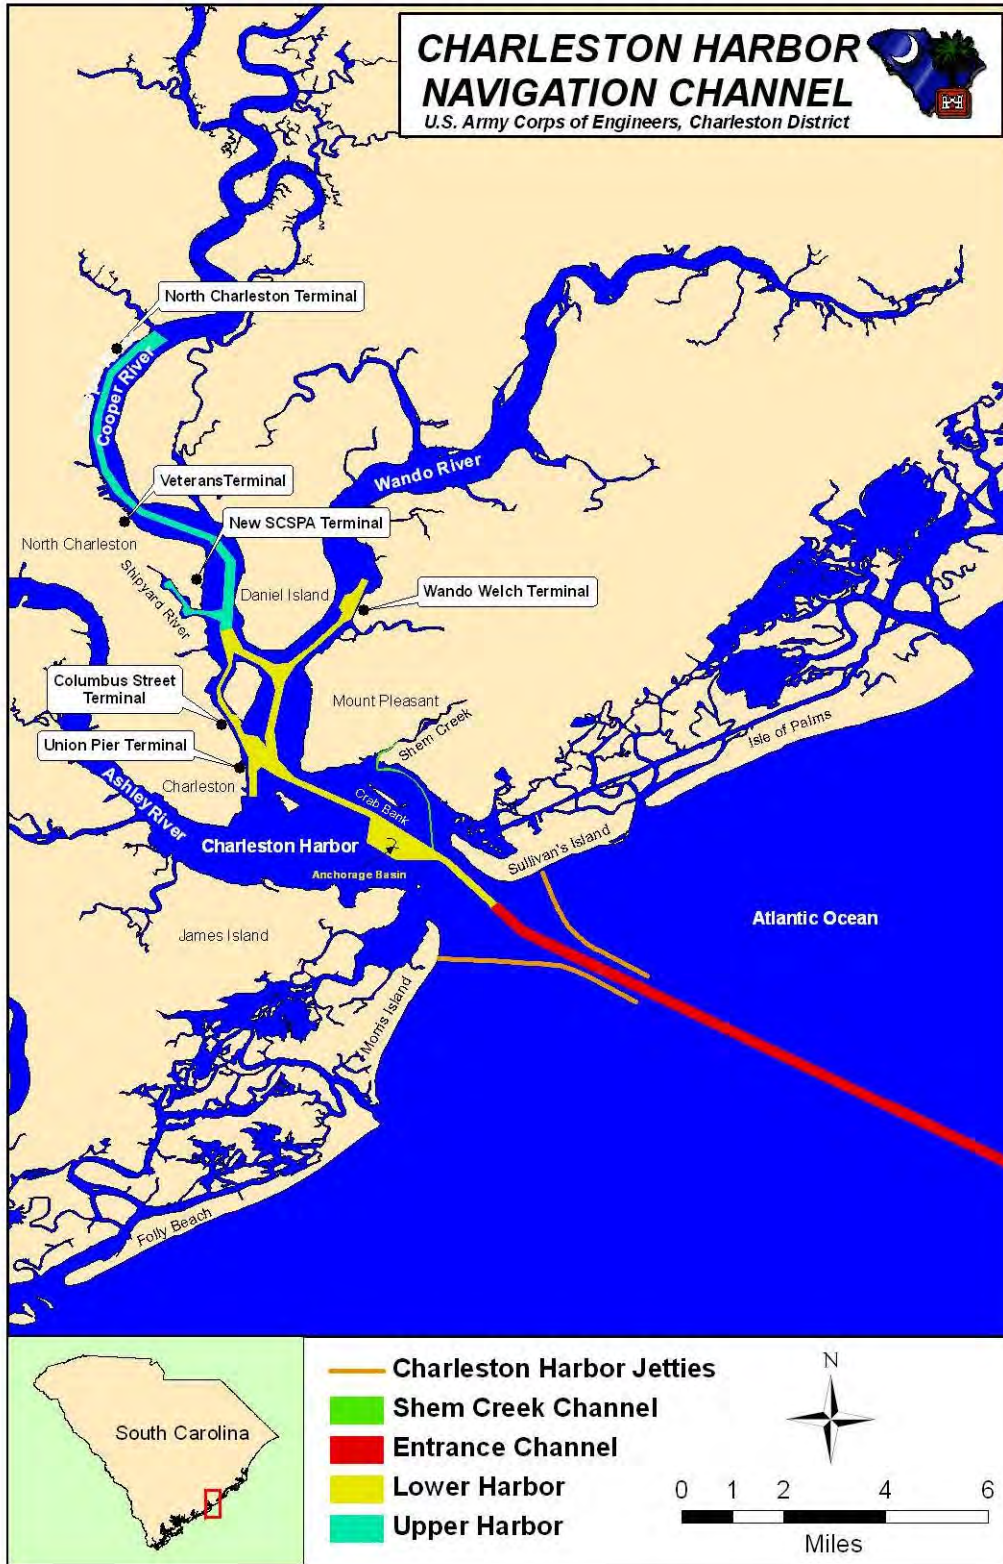 CHARLESTON HARBOR
NAVIGATION CHANNEL
U.S. Army Corps of Engineers, Charleston District
North Charleston Terminal
Cooper River
Wando River
VeteransTerminal
New SCSPA Terminal
North Charleston
Shipyard River
Daniel Island
Wando Welch Terminal
Columbus Street
Terminal
Mount Pleasant
Shem Creek
Union Pier Terminal
Isle of Palms
Charleston
Ashley River
Crab Bank
Charleston Harbor
Sullivan's Island
Anchorage Basin
Atlantic Ocean
James Island
Morris Island
Folly Beach
South Carolina
Charleston Harbor Jetties
Shem Creek Channel
Entrance Channel
Lower Harbor
Upper Harbor
N
0 1 2 4 6
Miles